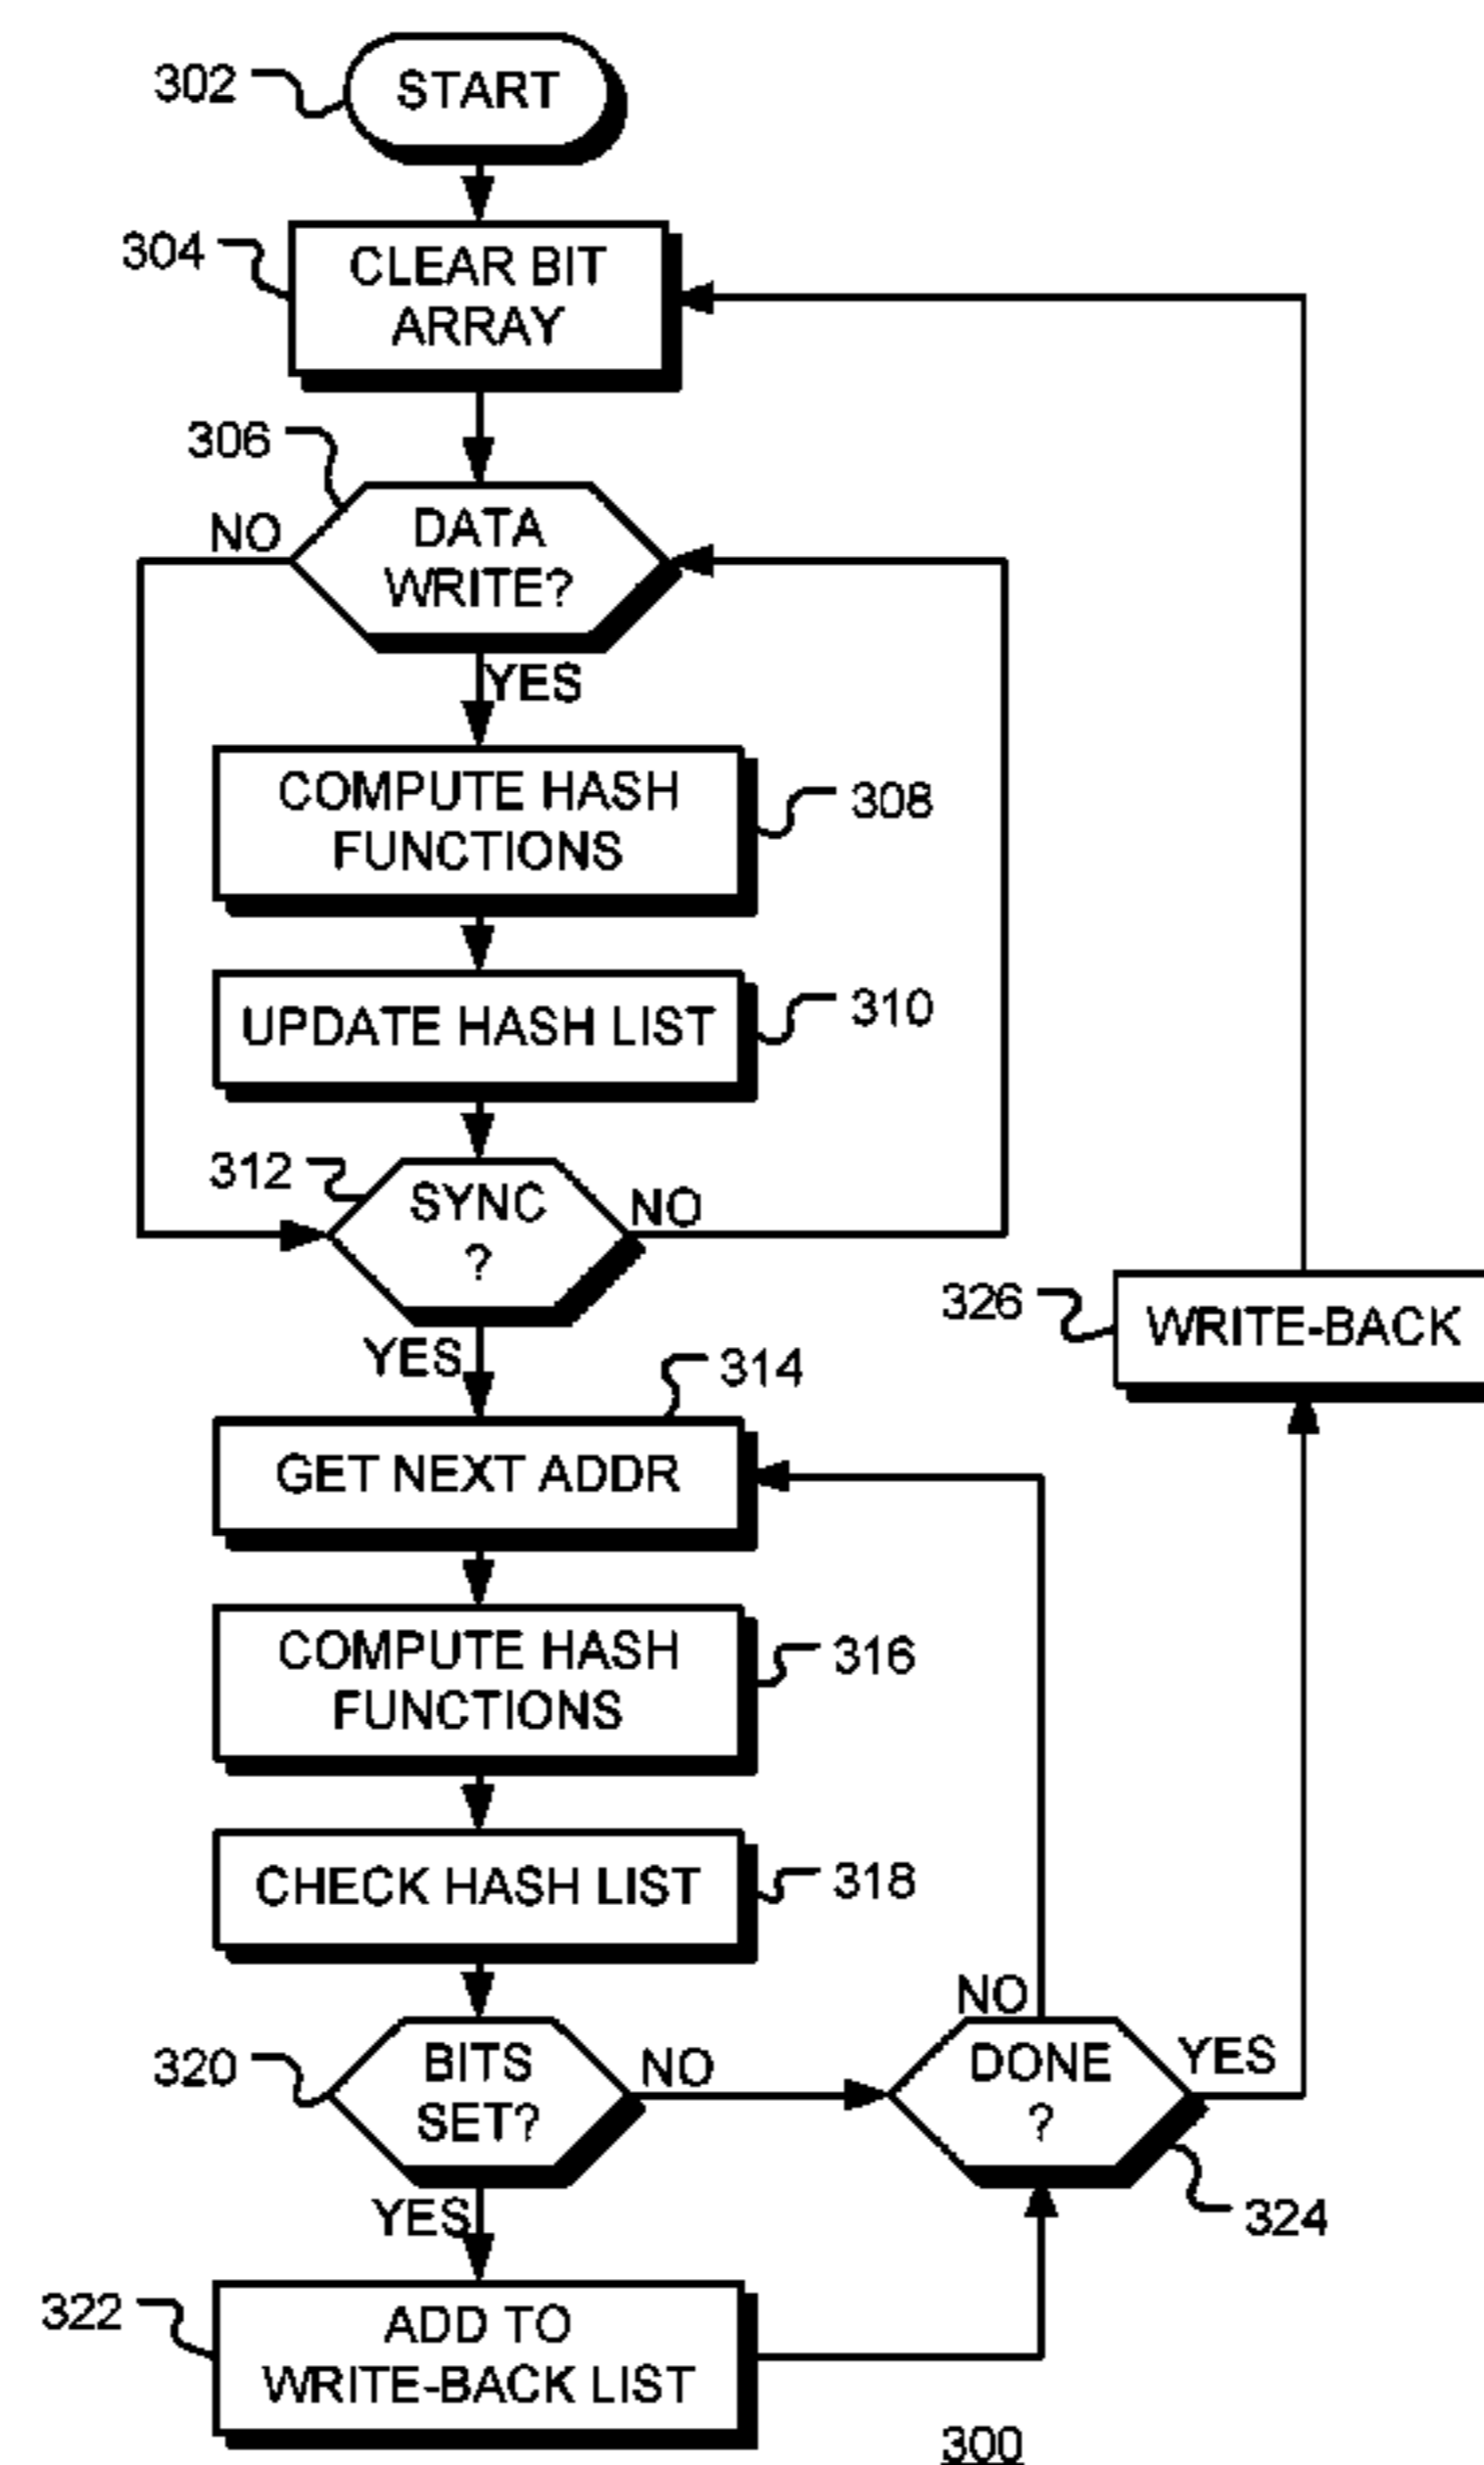 302
START
304
CLEAR BIT
ARRAY
306
NO
DATA
WRITE?
YES
COMPUTE HASH
FUNCTIONS
308
UPDATE HASH LIST
310
312
SYNC
?
NO
YES
326
WRITE-BACK
314
GET NEXT ADDR
COMPUTE HASH
FUNCTIONS
316
CHECK HASH LIST
318
320
BITS
SET?
NO
NO
DONE
?
YES
324
YES
322
ADD TO
WRITE-BACK LIST
300